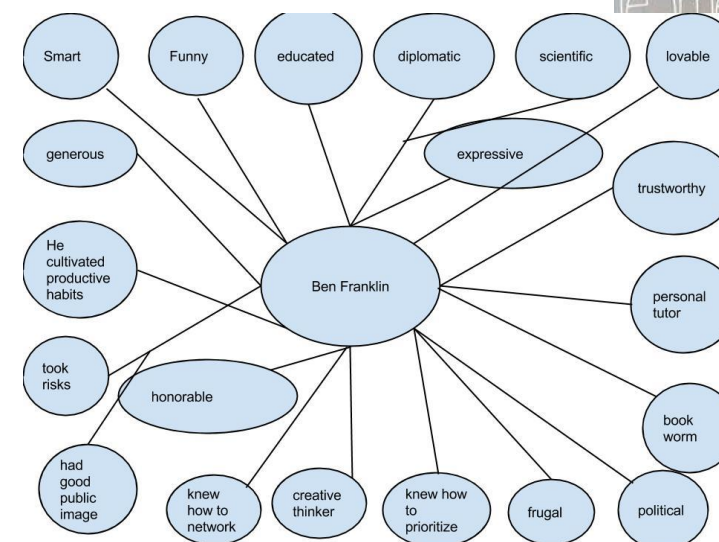 Smart
Funny
educated
diplomatic
scientific
lovable
generous
expressive
trustworthy
He
cultivated
productive
habits
Ben Franklin
personal
tutor
took
risks
honorable
book
worm
had
good
public
image
knew
how to
network
creative
thinker
knew how
to
prioritize
frugal
political